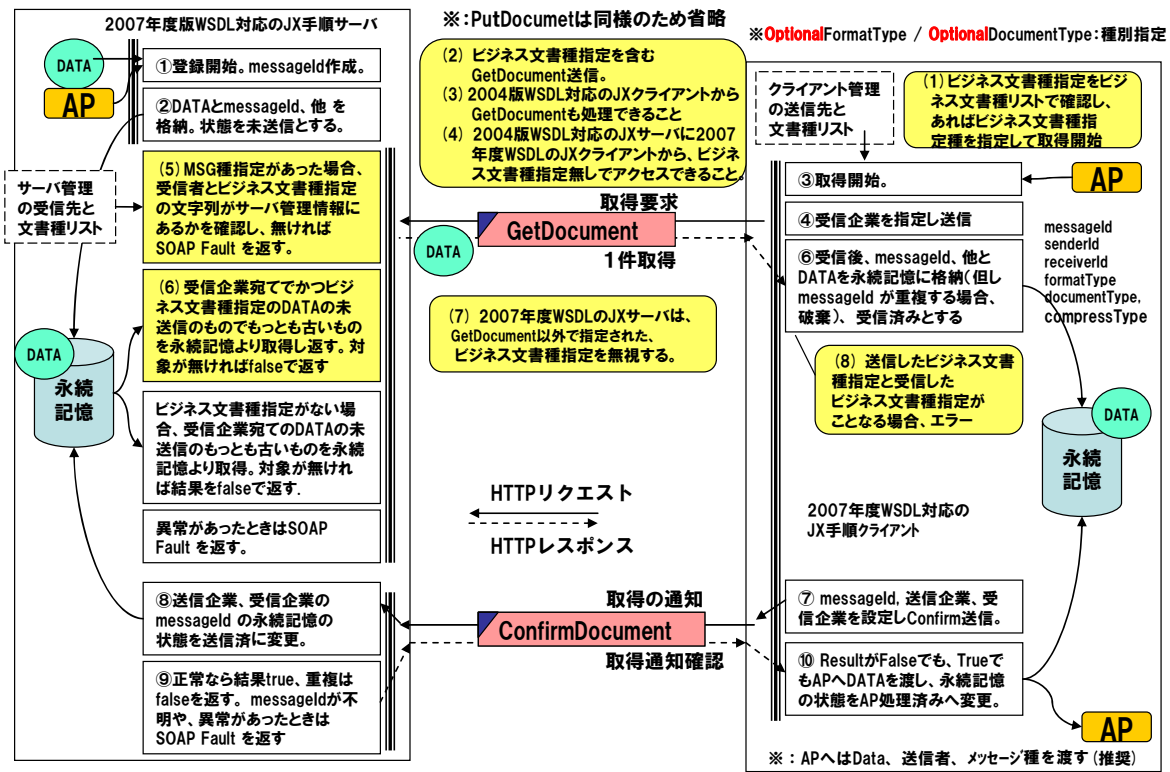 2007年度版WSDL対応のJX手順サーバ
※:PutDocumetは同様のため省略
※OptionalFormatType / OptionalDocumentType:種別指定
DATA
AP
①登録開始。messageId作成。
②DATAとmessageId、他 を
格納。状態を未送信とする。
サーバ管理
の受信先と
文書種リスト
(5) MSG種指定があった場合、
受信者とビジネス文書種指定
の文字列がサーバ管理情報に
あるかを確認し、無ければ
SOAP Fault を返す。
(6) 受信企業宛てでかつビジ
ネス文書種指定のDATAの未
送信のものでもっとも古いもの
を永続記憶より取得し返す。対
象が無ければfalseで返す
DATA
永続
記憶
ビジネス文書種指定がない場
合、受信企業宛てのDATAの未
送信のもっとも古いものを永続
記憶より取得。対象が無けれ
ば結果をfalseで返す.
異常があったときはSOAP
Fault を返す。
⑧送信企業、受信企業の
messageId の永続記憶の
状態を送信済に変更。
⑨正常なら結果true、重複は
falseを返す。messageIdが不
明や、異常があったときは
SOAP Fault を返す
(2) ビジネス文書種指定を含む
GetDocument送信。
(3) 2004版WSDL対応のJXクライアントから
GetDocumentも処理できること
(4) 2004版WSDL対応のJXサーバに2007
年度WSDLのJXクライアントから、ビジネ
ス文書種指定無しでアクセスできること。
取得要求
GetDocument
DATA
1件取得
(7) 2007年度WSDLのJXサーバは、
GetDocument以外で指定された、
ビジネス文書種指定を無視する。
HTTPリクエスト
HTTPレスポンス
取得の通知
ConfirmDocument
取得通知確認
クライアント管理
の送信先と
文書種リスト
(1) ビジネス文書種指定をビジ
ネス文書種リストで確認し、
あればビジネス文書種指
定種を指定して取得開始
③取得開始。
AP
④受信企業を指定し送信
⑥受信後、messageId、他と
DATAを永続記憶に格納(但し
messageId が重複する場合、
破棄)、受信済みとする
messageId
senderId
receiverId
formatType
documentType,
compressType
(8) 送信したビジネス文書
種指定と受信した
ビジネス文書種指定が
ことなる場合、エラー
DATA
永続
記憶
2007年度WSDL対応の
JX手順クライアント
⑦ messageId, 送信企業、受
信企業を設定しConfirm送信。
⑩ ResultがFalseでも、Trueで
もAPへDATAを渡し、永続記憶
の状態をAP処理済みへ変更。
AP
※:APへはData、送信者、メッセージ種を渡す(推奨)